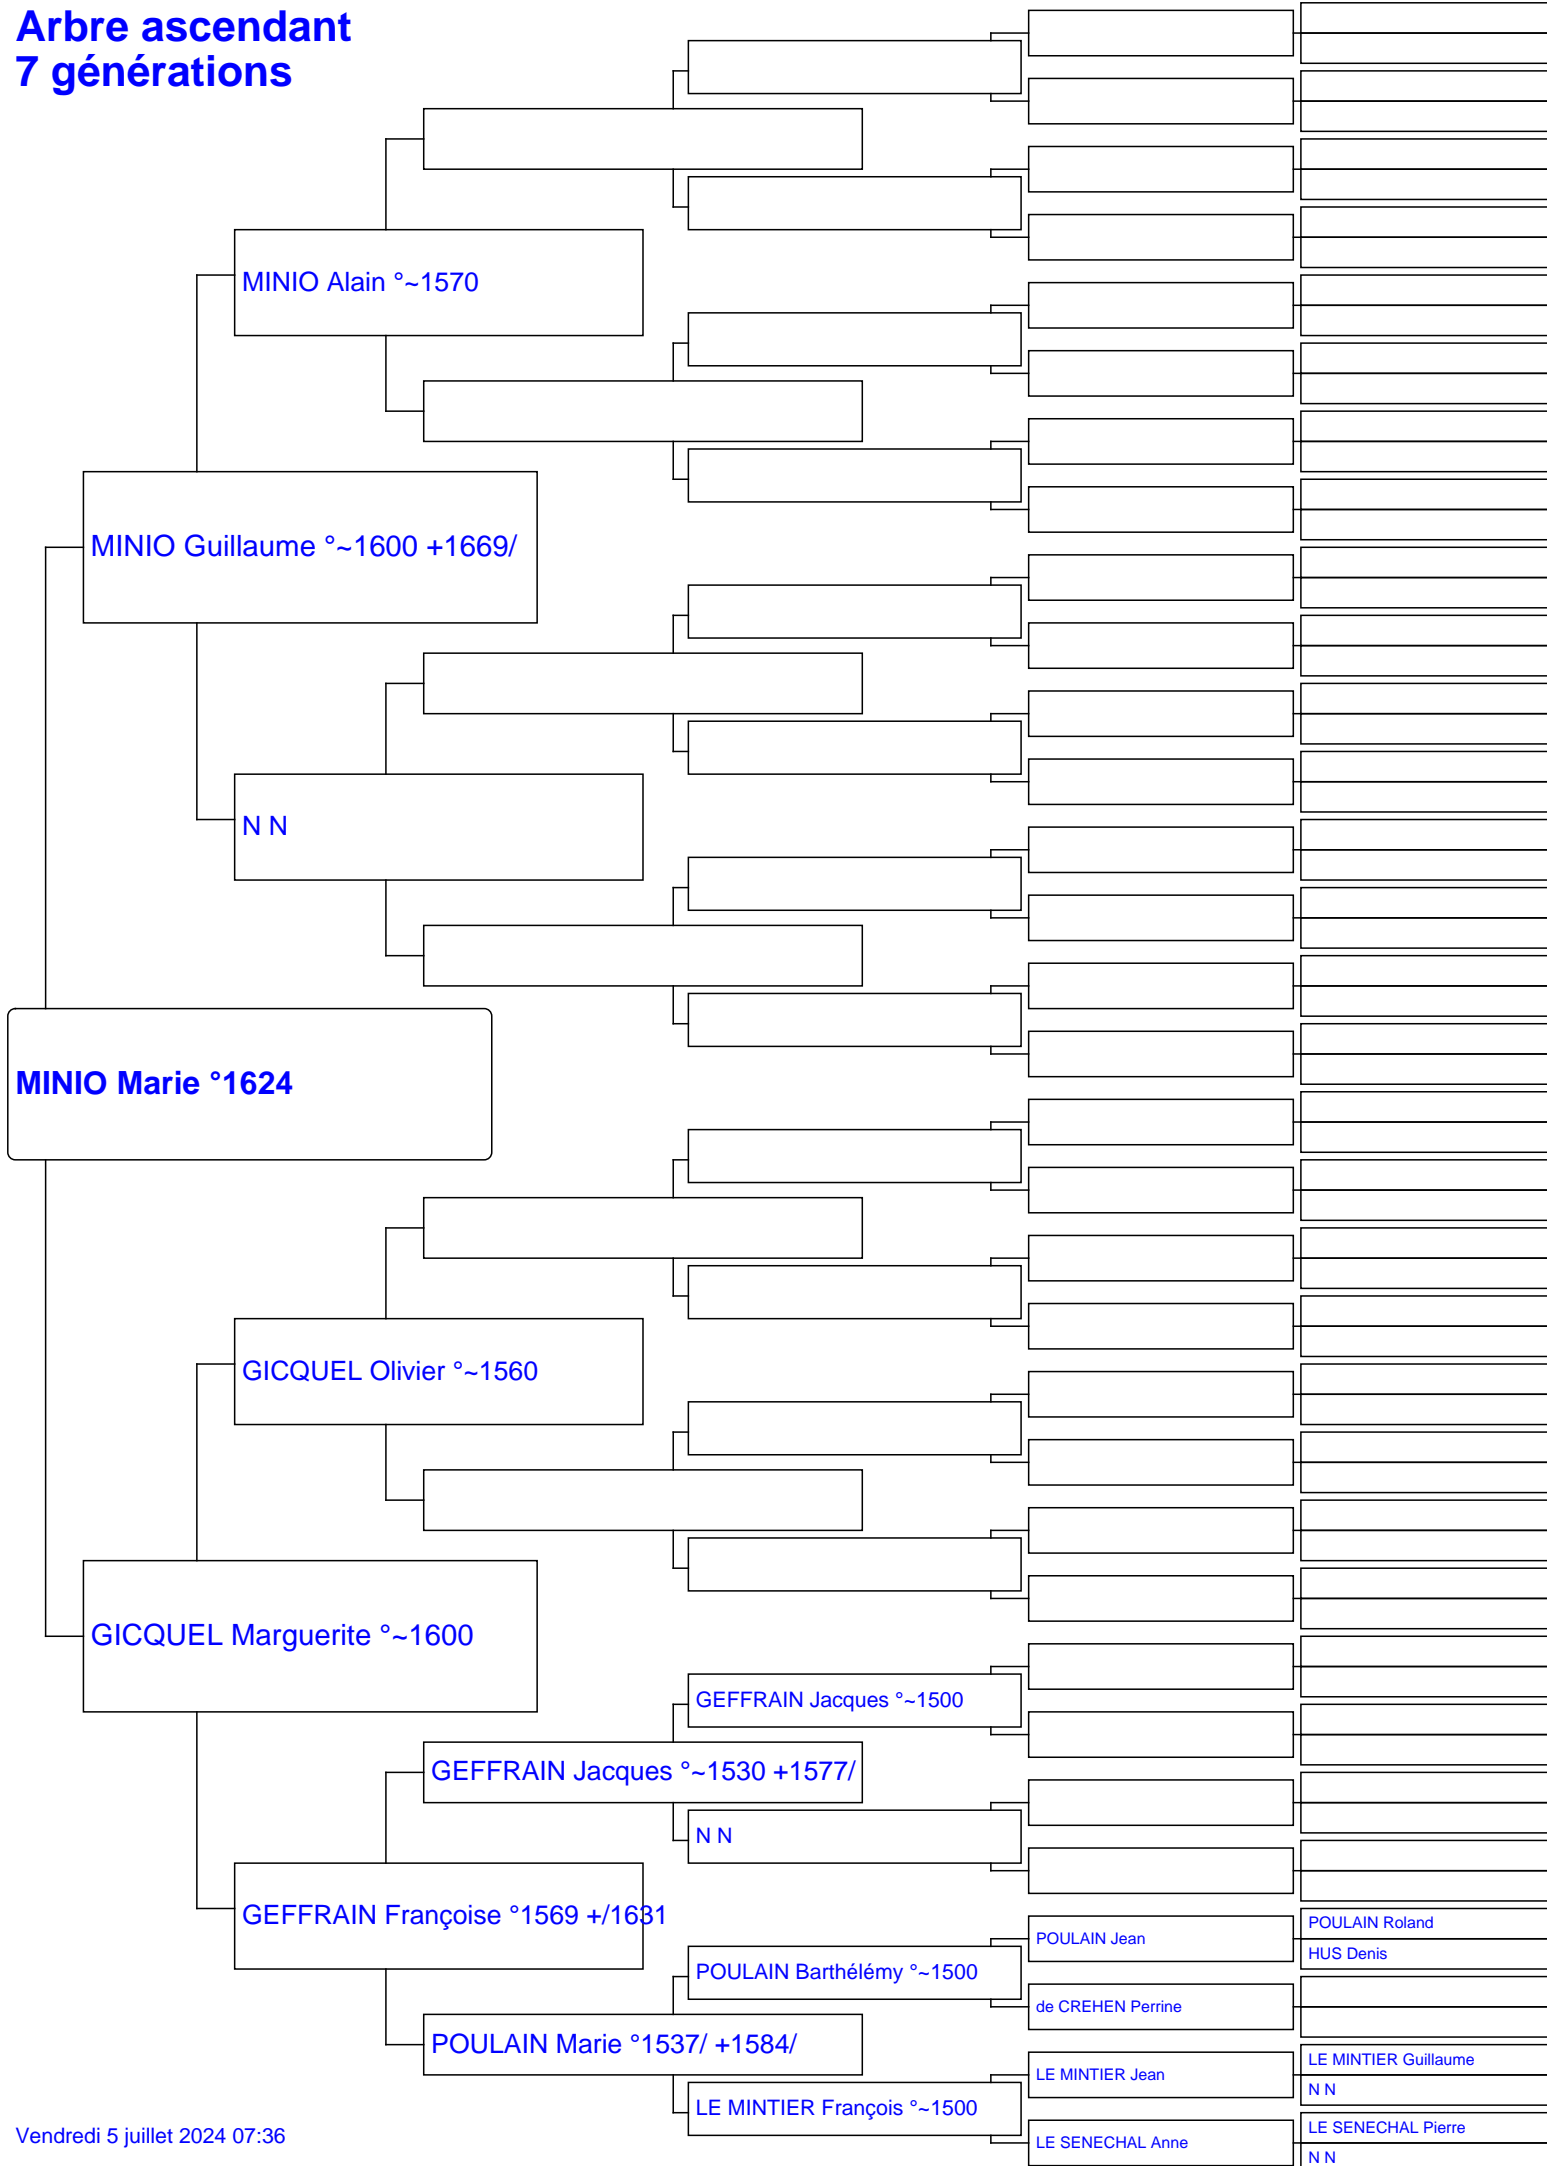 Arbre ascendant
7 générations
MINIO Alain °~1570
MINIO Guillaume °~1600 +1669/
N N
MINIO Marie °1624
GICQUEL Olivier °~1560
GICQUEL Marguerite °~1600
GEFFRAIN Jacques °~1500
GEFFRAIN Jacques °~1530 +1577/
N N
GEFFRAIN Françoise °1569 +/1631
POULAIN Roland
POULAIN Jean
HUS Denis
POULAIN Barthélémy °~1500
de CREHEN Perrine
POULAIN Marie °1537/ +1584/
LE MINTIER Guillaume
LE MINTIER Jean
N N
LE MINTIER François °~1500
LE SENECHAL Pierre
LE SENECHAL Anne
N N
Vendredi 5 juillet 2024 07:36